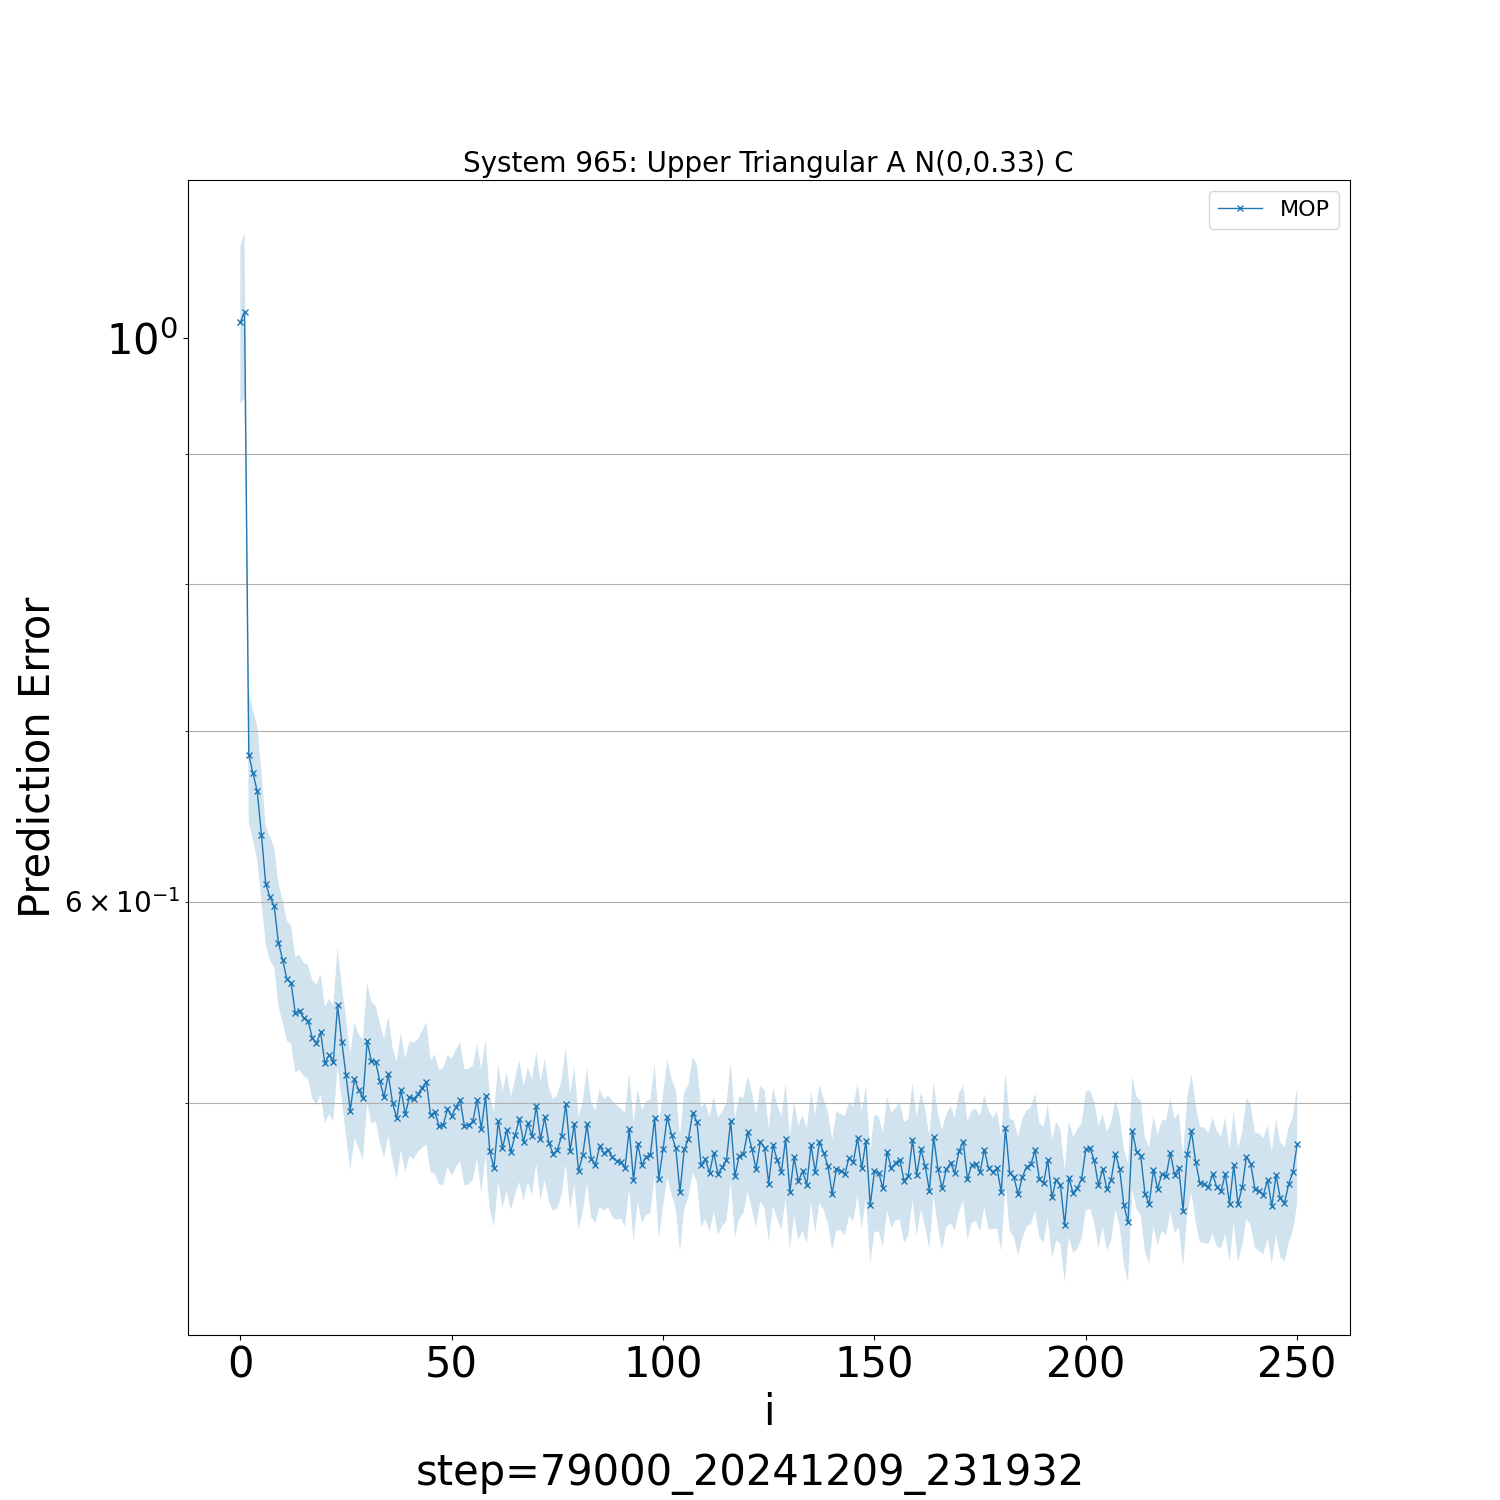 System 965: Upper Triangular A N(0,0.33) C
MOP
10⁰
6 × 10⁻¹
Prediction Error
0 50 100 150 200 250
i
step=79000_20241209_231932